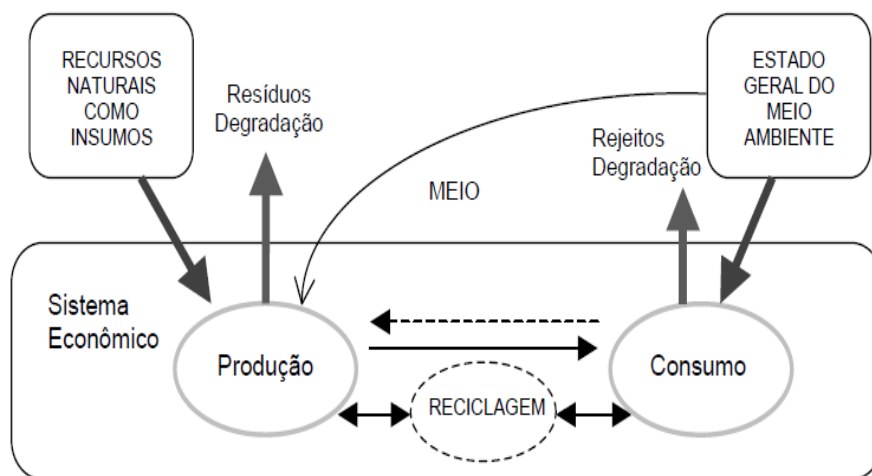 RECURSOS
NATURAIS
COMO
INSUMOS
Resíduos
Degradação
ESTADO
GERAL DO
MEIO
AMBIENTE
Rejeitos
Degradação
MEIO
Sistema
Econômico
Produção
Consumo
RECICLAGEM